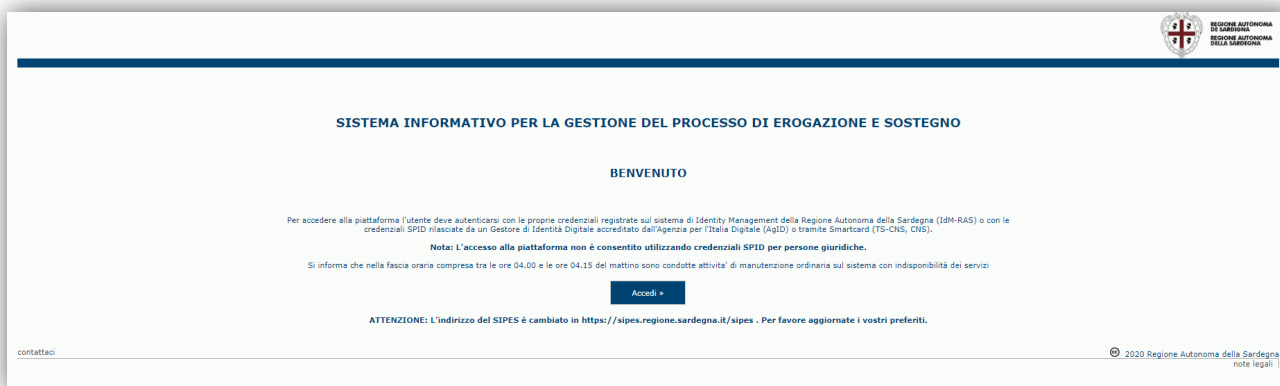 REGIONE AUTÒNOMA
DE SARDIGNA
REGIONE AUTONOMA
DELLA SARDEGNA
SISTEMA INFORMATIVO PER LA GESTIONE DEL PROCESSO DI EROGAZIONE E SOSTEGNO
BENVENUTO
Per accedere alla piattaforma l'utente deve autenticarsi con le proprie credenziali registrate sul sistema di Identity Management della Regione Autonoma della Sardegna (IdM-RAS) o con le
credenziali SPID rilasciate da un Gestore di Identità Digitale accreditato dall'Agenzia per l'Italia Digitale (AgID) o tramite Smartcard (TS-CNS, CNS).
Nota: L'accesso alla piattaforma non è consentito utilizzando credenziali SPID per persone giuridiche.
Si informa che nella fascia oraria compresa tra le ore 04.00 e le ore 04.15 del mattino sono condotte attivita' di manutenzione ordinaria sul sistema con indisponibilità dei servizi
Accedi »
ATTENZIONE: L'indirizzo del SIPES è cambiato in https://sipes.regione.sardegna.it/sipes . Per favore aggiornate i vostri preferiti.
contattaci
2020 Regione Autonoma della Sardegna
note legali |